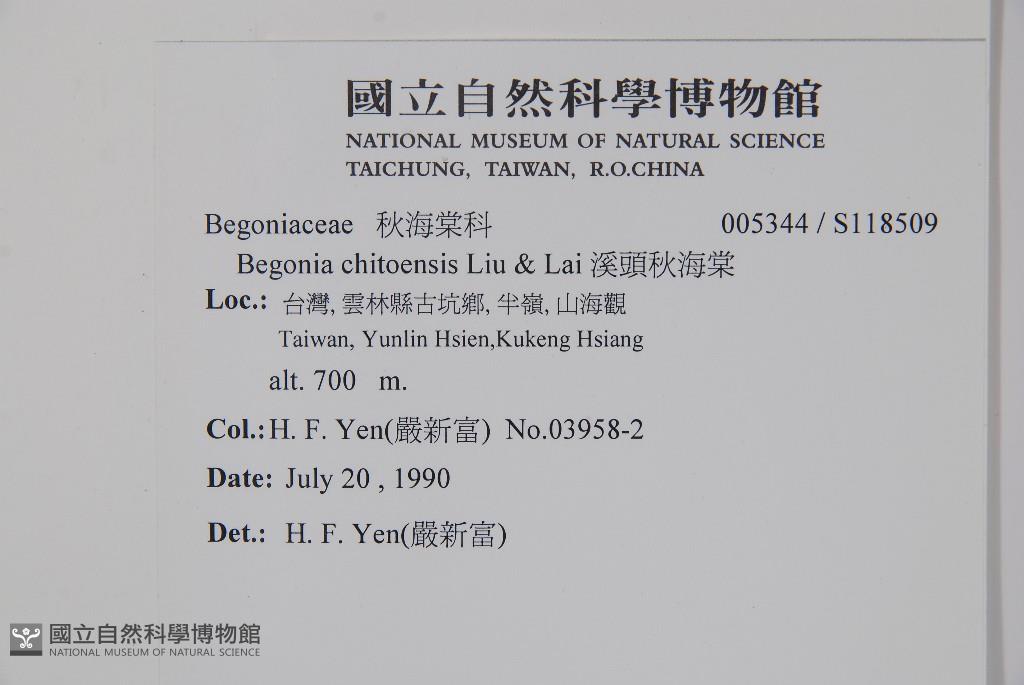 國立自然科學博物館
NATIONAL MUSEUM OF NATURAL SCIENCE
TAICHUNG, TAIWAN, R.O.CHINA
Begoniaceae 秋海棠科 005344 / S118509
Begonia chitoensis Liu & Lai 溪頭秋海棠
Loc.: 台灣, 雲林縣古坑鄉, 半嶺, 山海觀
Taiwan, Yunlin Hsien,Kukeng Hsiang
alt. 700 m.
Col.: H. F. Yen(嚴新富) No.03958-2
Date: July 20 , 1990
Det.: H. F. Yen(嚴新富)
國立自然科學博物館
NATIONAL MUSEUM OF NATURAL SCIENCE